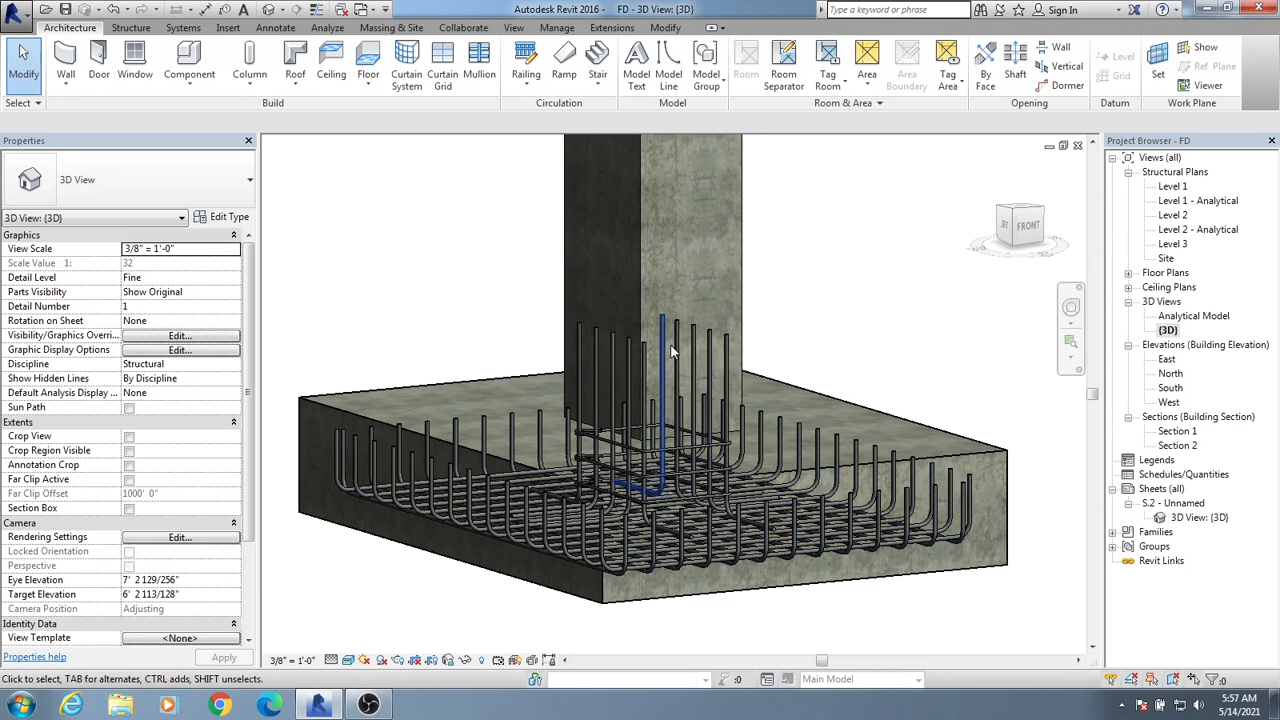 Autodesk Revit 2016 - FD - 3D View: {3D}
Type a keyword or phrase
Sign In
Architecture Structure Systems Insert Annotate Analyze Massing & Site Collaborate View Manage Extensions Modify
Modify
Wall
Door
Window
Component
Column
Roof
Ceiling
Floor
Curtain System
Curtain Grid
Mullion
Railing
Ramp
Stair
Model Text
Model Line
Model Group
Room
Room Separator
Tag Room
Area
Area Boundary
Tag Area
By Face
Shaft
Wall
Vertical
Dormer
Level
Grid
Set
Show
Ref Plane
Viewer
Select
Build
Circulation
Model
Room & Area
Opening
Datum
Work Plane
Properties
3D View
3D View: {3D}
Edit Type
Graphics
View Scale 3/8" = 1'-0"
Scale Value 1: 32
Detail Level Fine
Parts Visibility Show Original
Detail Number 1
Rotation on Sheet None
Visibility/Graphics Overri... Edit...
Graphic Display Options Edit...
Discipline Structural
Show Hidden Lines By Discipline
Default Analysis Display ... None
Sun Path
Extents
Crop View
Crop Region Visible
Annotation Crop
Far Clip Active
Far Clip Offset 1000' 0"
Section Box
Camera
Rendering Settings Edit...
Locked Orientation
Perspective
Eye Elevation 7' 2 129/256"
Target Elevation 6' 2 113/128"
Camera Position Adjusting
Identity Data
View Template <None>
Properties help
Apply
FRONT
3/8" = 1'-0"
Project Browser - FD
Views (all)
Structural Plans
Level 1
Level 1 - Analytical
Level 2
Level 2 - Analytical
Level 3
Site
Floor Plans
Ceiling Plans
3D Views
Analytical Model
{3D}
Elevations (Building Elevation)
East
North
South
West
Sections (Building Section)
Section 1
Section 2
Legends
Schedules/Quantities
Sheets (all)
S.2 - Unnamed
3D View: {3D}
Families
Groups
Revit Links
Click to select, TAB for alternates, CTRL adds, SHIFT unselects.
:0
Main Model
:0
5:57 AM
5/14/2021